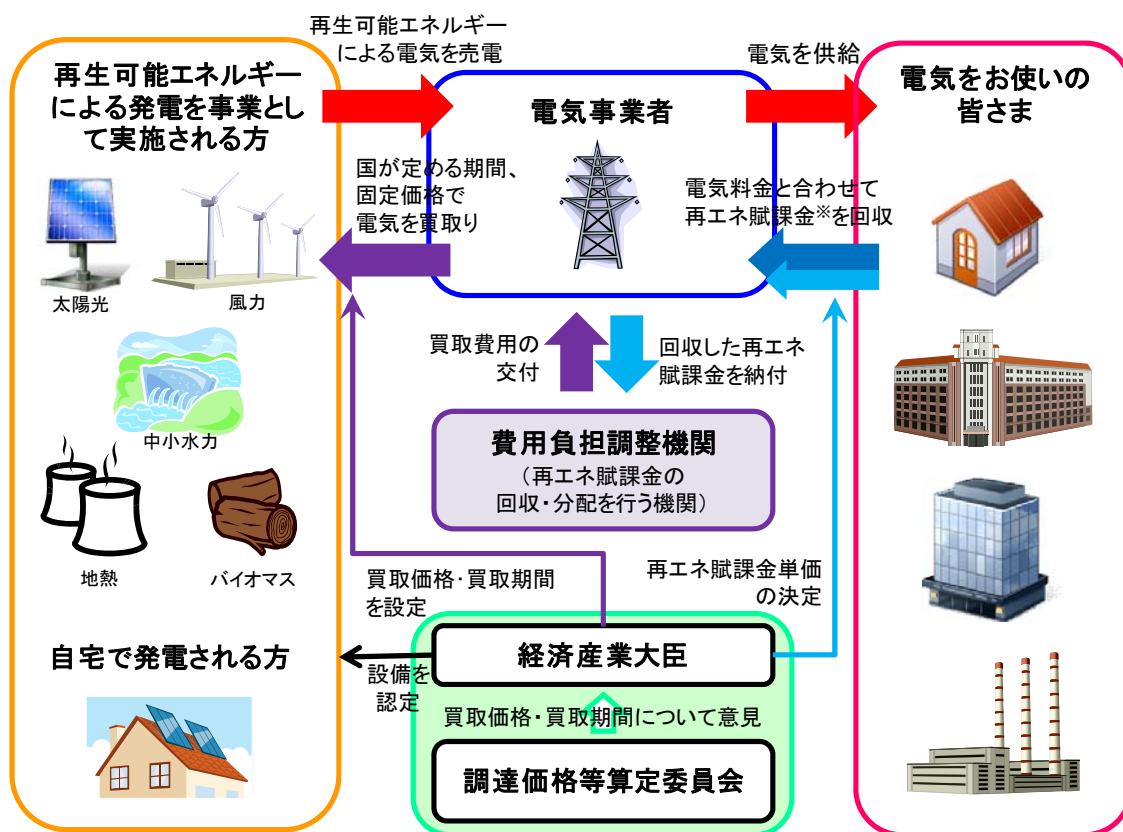 再生可能エネルギー
による電気を売電
電気を供給
再生可能エネルギー
による発電を事業とし
て実施される方
電気事業者
電気をお使いの
皆さま
国が定める期間、
固定価格で
電気を買取り
電気料金と合わせて
再エネ賦課金※を回収
太陽光
風力
買取費用の
交付
回収した再エネ
賦課金を納付
中小水力
費用負担調整機関
（再エネ賦課金の
回収・分配を行う機関）
地熱
バイオマス
買取価格・買取期間
を設定
再エネ賦課金単価
の決定
自宅で発電される方
経済産業大臣
設備を
認定
買取価格・買取期間について意見
調達価格等算定委員会